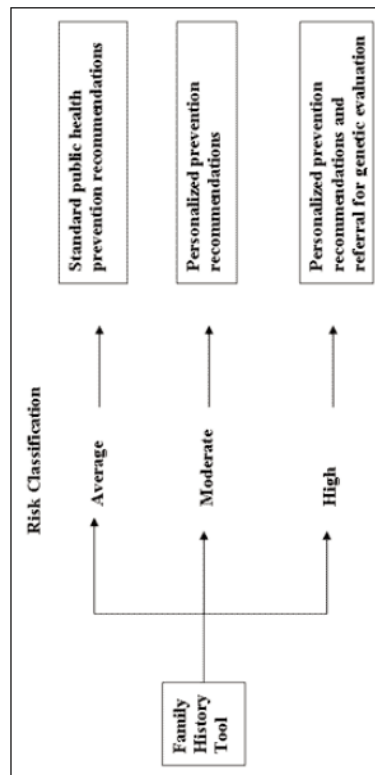 Risk Classification
Family
History
Tool
Average
Standard public health
prevention recommendations
Moderate
Personalized prevention
recommendations
High
Personalized prevention
recommendations and
referral for genetic evaluation